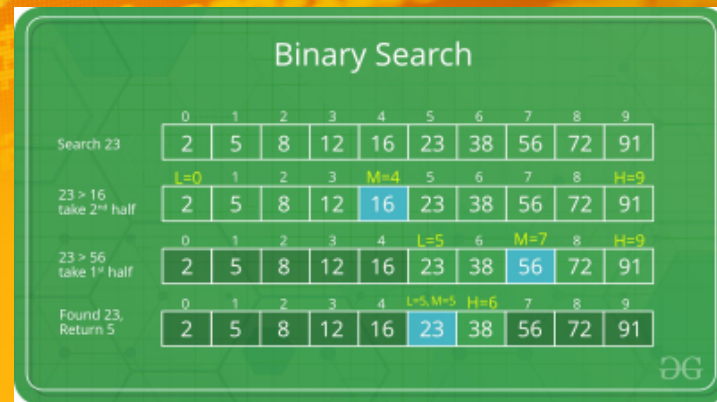 Binary Search
0 1 2 3 4 5 6 7 8 9
Search 23 2 5 8 12 16 23 38 56 72 91
L=0 1 2 3 M=4 5 6 7 8 H=9
23 > 16
take 2nd half 2 5 8 12 16 23 38 56 72 91
0 1 2 3 4 L=5 6 M=7 8 H=9
23 > 56
take 1st half 2 5 8 12 16 23 38 56 72 91
0 1 2 3 4 L=5, M=5 H=6 7 8 9
Found 23,
Return 5 2 5 8 12 16 23 38 56 72 91